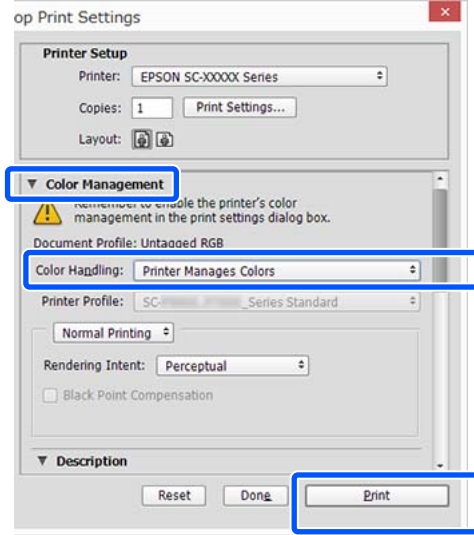 op Print Settings
Printer Setup
Printer: EPSON SC-XXXXX Series
Copies: 1 Print Settings...
Layout:
Color Management
Remember to enable the printer's color
management in the print settings dialog box.
Document Profile: Untagged RGB
Color Handling: Printer Manages Colors
Printer Profile: SC- _Series Standard
Normal Printing
Rendering Intent: Perceptual
Black Point Compensation
Description
Reset Done Print